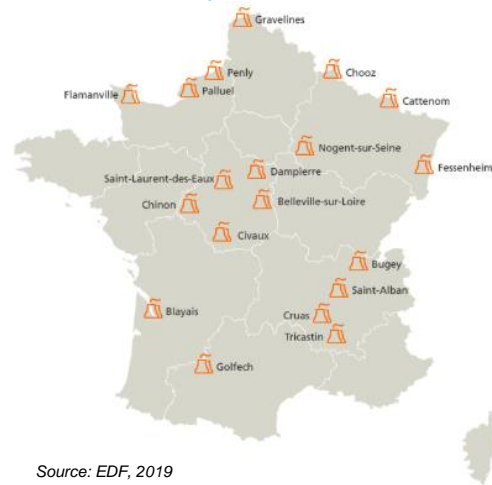 Gravelines
Penly
Chooz
Palluel
Flamanville
Cattenom
Nogent-sur-Seine
Fessenheim
Dampierre
Saint-Laurent-des-Eaux
Belleville-sur-Loire
Chinon
Civaux
Bugey
Saint-Alban
Blayais
Cruas
Tricastin
Golfech
Source: EDF, 2019